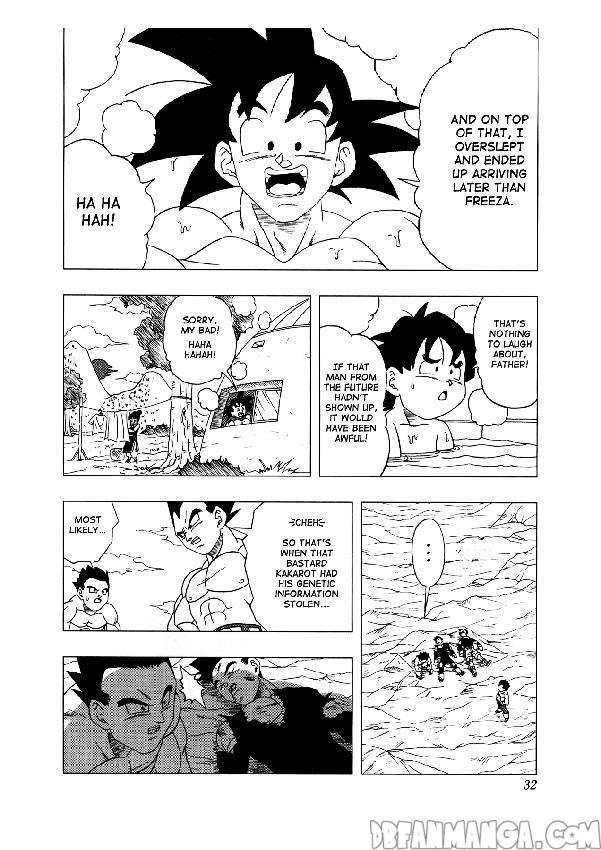 AND ON TOP
OF THAT, I
OVERSLEPT
AND ENDED
UP ARRIVING
LATER THAN
FREEZA.
HA HA
HAH!
SORRY,
MY BAD!
HAHA
HAHAH!
THAT'S
NOTHING
TO LAUGH
ABOUT,
FATHER!
IF THAT
MAN FROM
THE FUTURE
HADN'T
SHOWN UP,
IT WOULD
HAVE BEEN
AWFUL!
MOST
LIKELY...
CHEH
SO THAT'S
WHEN THAT
BASTARD
KAKAROT HAD
HIS GENETIC
INFORMATION
STOLEN...
...
32
DBFANMANGA.COM